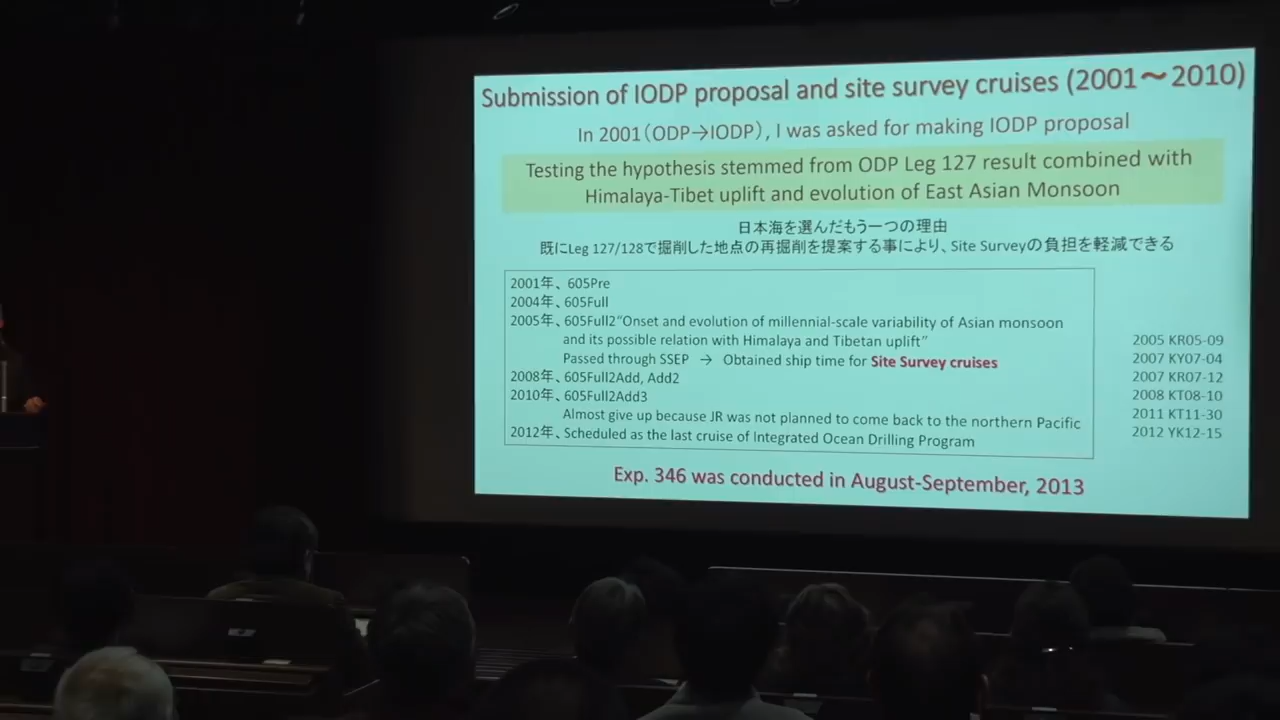 Submission of IODP proposal and site survey cruises (2001～2010)
In 2001（ODP→IODP）, I was asked for making IODP proposal
Testing the hypothesis stemmed from ODP Leg 127 result combined with
Himalaya-Tibet uplift and evolution of East Asian Monsoon
日本海を選んだもう一つの理由
既にLeg 127/128で掘削した地点の再掘削を提案する事により、Site Surveyの負担を軽減できる
2001年、605Pre
2004年、605Full
2005年、605Full2“Onset and evolution of millennial-scale variability of Asian monsoon
and its possible relation with Himalaya and Tibetan uplift”
Passed through SSEP → Obtained ship time for Site Survey cruises
2008年、605Full2Add, Add2
2010年、605Full2Add3
Almost give up because JR was not planned to come back to the northern Pacific
2012年、Scheduled as the last cruise of Integrated Ocean Drilling Program
2005 KR05-09
2007 KY07-04
2007 KR07-12
2008 KT08-10
2011 KT11-30
2012 YK12-15
Exp. 346 was conducted in August-September, 2013